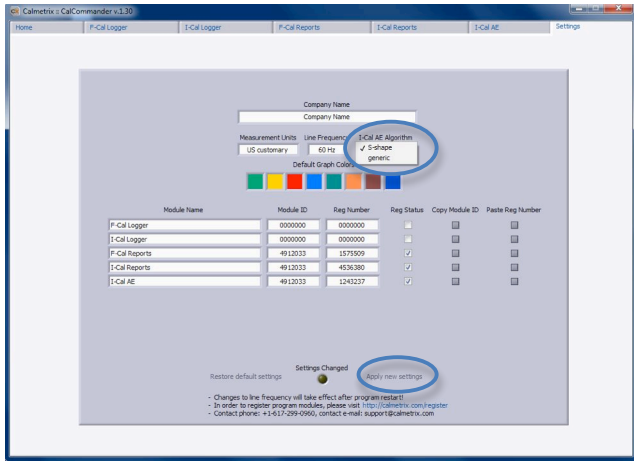 Calmetrix :: CalCommander v.1.30
Home F-Cal Logger I-Cal Logger F-Cal Reports I-Cal Reports I-Cal AE Settings
Company Name
Company Name
Measurement Units Line Frequency I-Cal AE Algorithm
US customary 60 Hz ✓ S-shape
generic
Default Graph Colors
Module Name Module ID Reg Number Reg Status Copy Module ID Paste Reg Number
F-Cal Logger 0000000 0000000
I-Cal Logger 0000000 0000000
F-Cal Reports 4912033 1575509
I-Cal Reports 4912033 4536380
I-Cal AE 4912033 1243237
Settings Changed
Restore default settings Apply new settings
- Changes to line frequency will take effect after program restart!
- In order to register program modules, please visit http://calmetrix.com/register
- Contact phone: +1-617-299-0960, contact e-mail: support@calmetrix.com